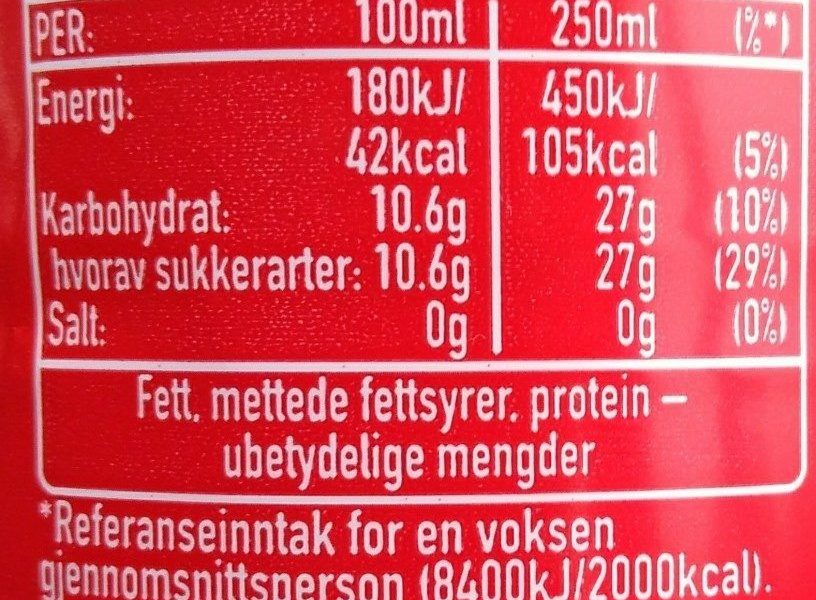 PER: 100ml 250ml (%*)
Energi: 180kJ/ 450kJ/
42kcal 105kcal (5%)
Karbohydrat: 10.6g 27g (10%)
hvorav sukkerarter: 10.6g 27g (29%)
Salt: 0g 0g (0%)
Fett, mettede fettsyrer, protein –
ubetydelige mengder
*Referanseinntak for en voksen
gjennomsnittsperson (8400kJ/2000kcal).